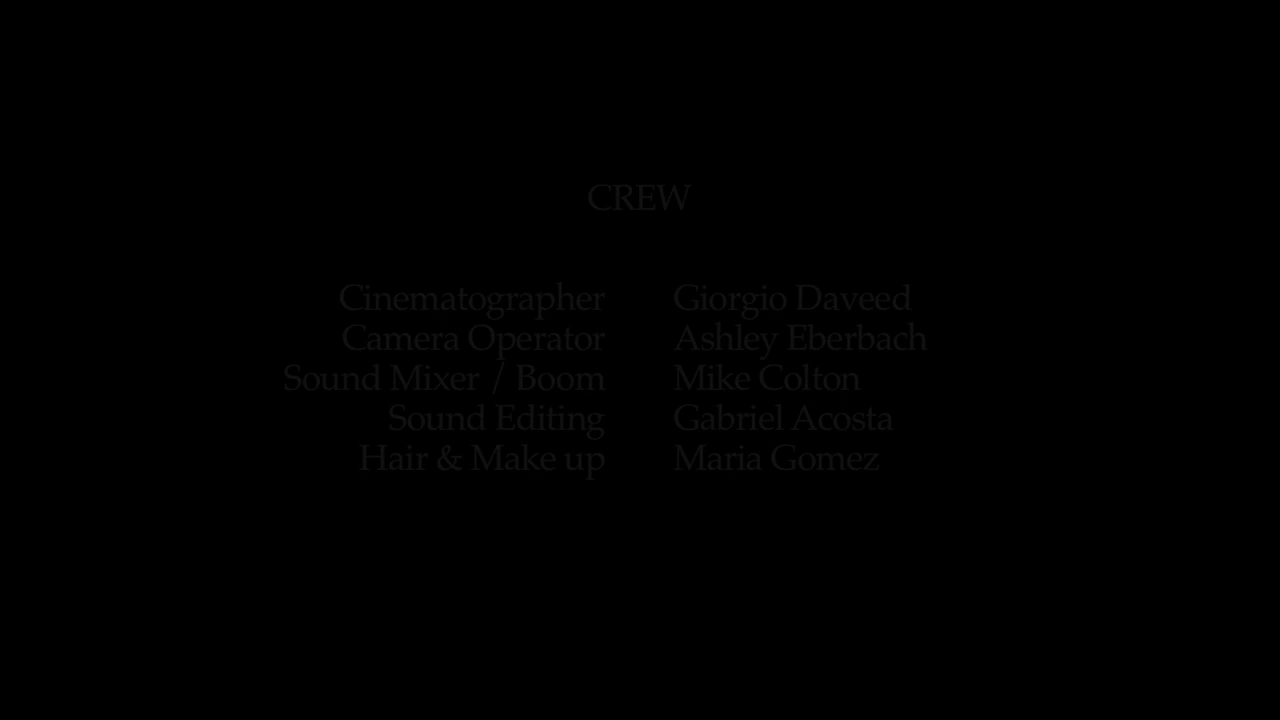 CREW
Cinematographer Giorgio Daveed
Camera Operator Ashley Eberbach
Sound Mixer / Boom Mike Colton
Sound Editing Gabriel Acosta
Hair & Make up Maria Gomez